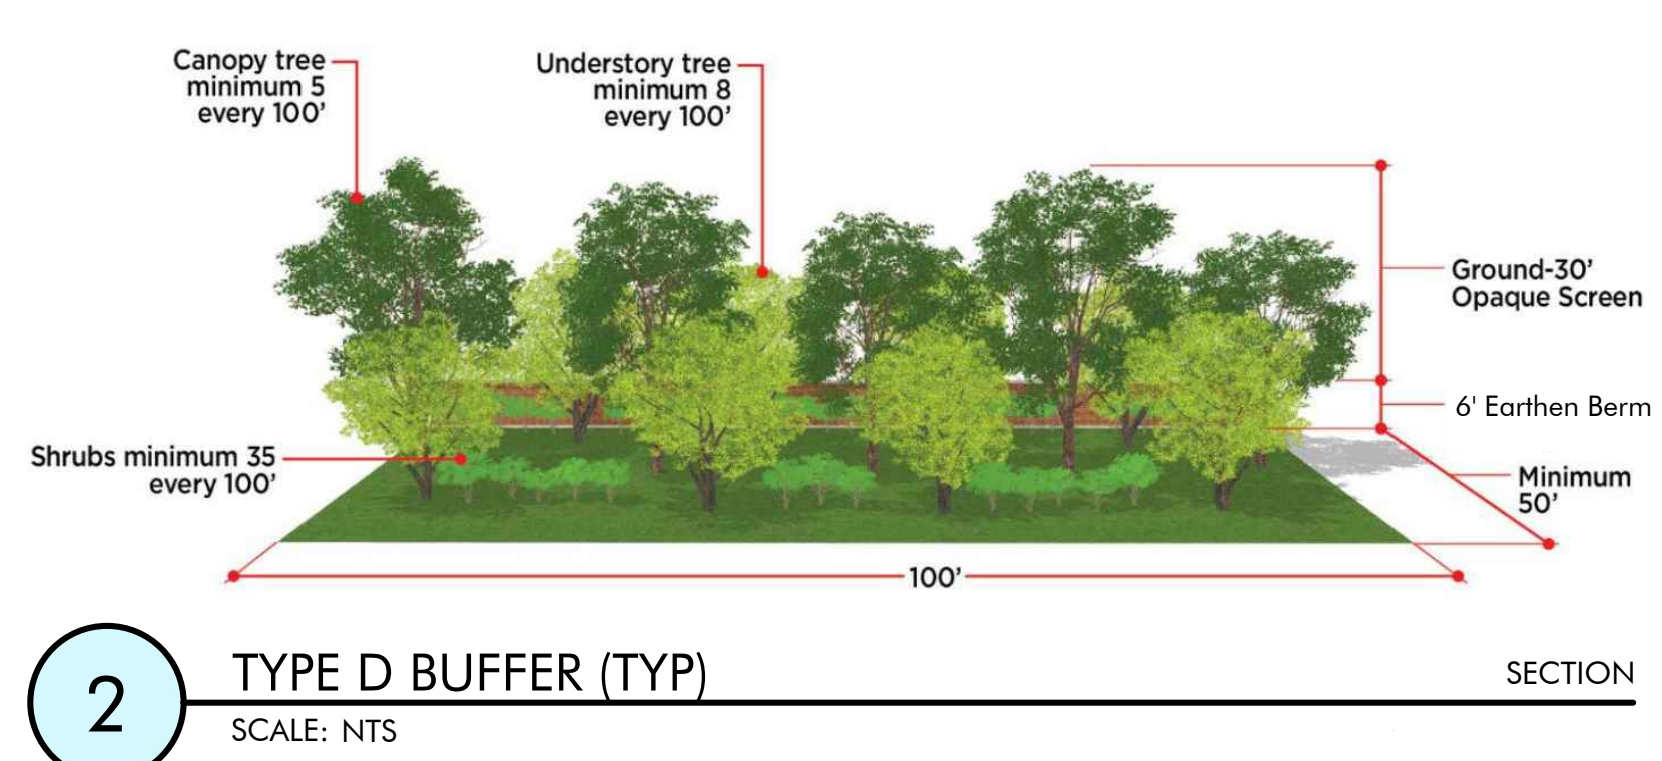 Canopy tree
minimum 5
every 100’
Understory tree
minimum 8
every 100’
Ground-30’
Opaque Screen
6' Earthen Berm
Shrubs minimum 35
every 100’
Minimum
50’
100’
2
TYPE D BUFFER (TYP)
SECTION
SCALE: NTS